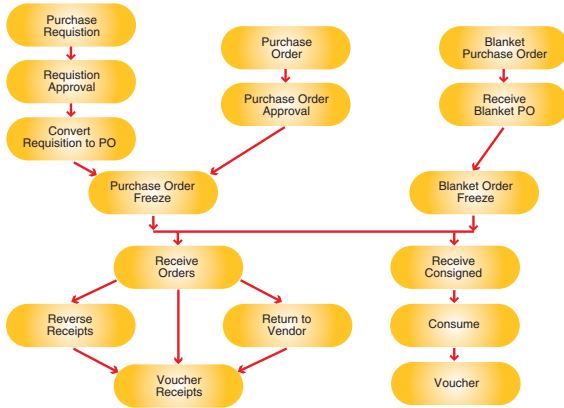 Purchase
Requistion
Requistion
Approval
Convert
Requisition to PO
Purchase
Order
Purchase Order
Approval
Blanket
Purchase Order
Receive
Blanket PO
Purchase Order
Freeze
Blanket Order
Freeze
Receive
Orders
Receive
Consigned
Reverse
Receipts
Return to
Vendor
Consume
Voucher
Receipts
Voucher